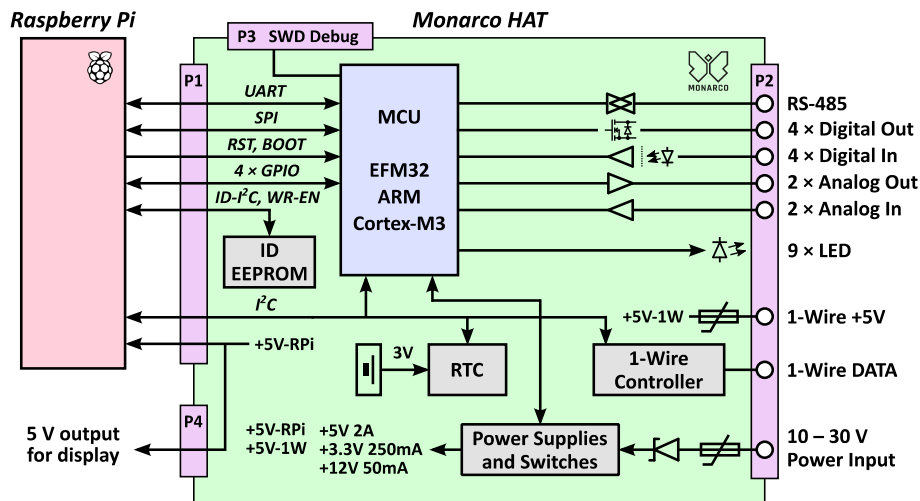 Raspberry Pi
Monarco HAT
P3 SWD Debug
P1
MONARCO
P2
UART
SPI
RST, BOOT
4 × GPIO
ID-I²C, WR-EN
MCU
EFM32
ARM
Cortex-M3
RS-485
4 × Digital Out
4 × Digital In
2 × Analog Out
2 × Analog In
9 × LED
ID
EEPROM
I²C
+5V-1W
1-Wire +5V
+5V-RPi
3V
RTC
1-Wire
Controller
1-Wire DATA
P4
5 V output
for display
+5V-RPi
+5V-1W
+5V 2A
+3.3V 250mA
+12V 50mA
Power Supplies
and Switches
10 – 30 V
Power Input